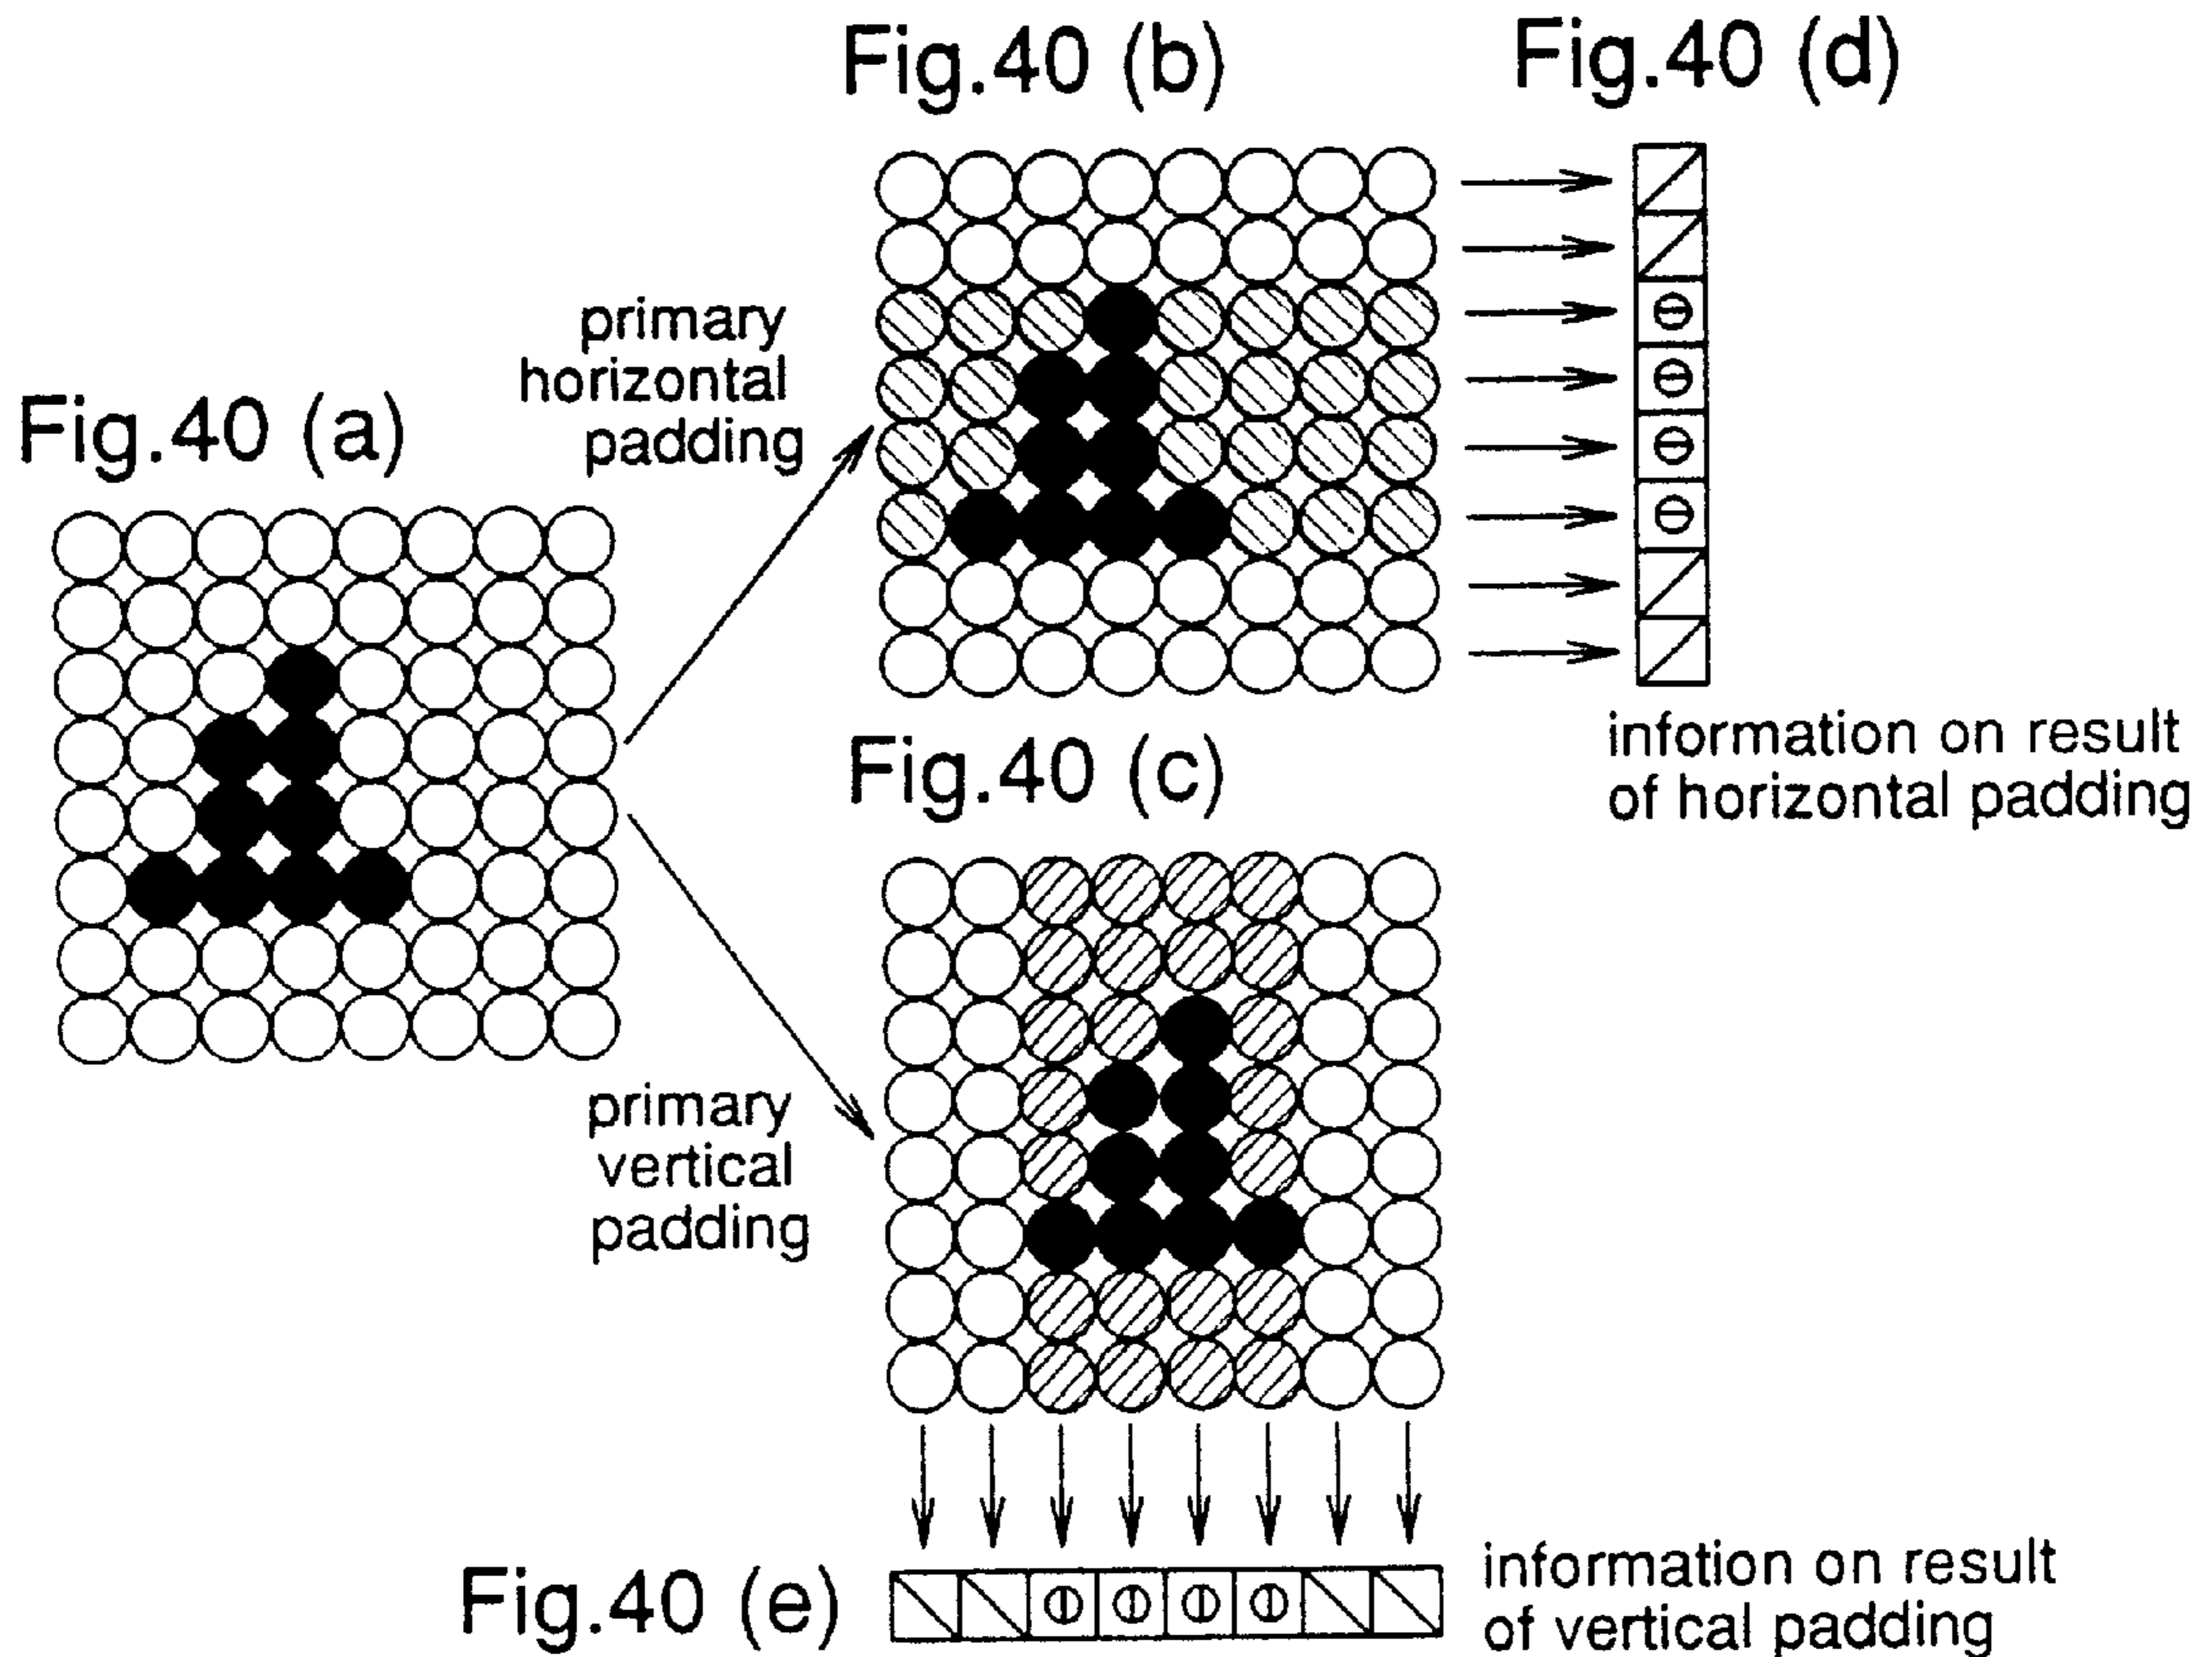 Fig.40 (b)
Fig.40 (d)
primary
horizontal
padding
Fig.40 (a)
information on result
of horizontal padding
Fig.40 (c)
primary
vertical
padding
Fig.40 (e)
information on result
of vertical padding